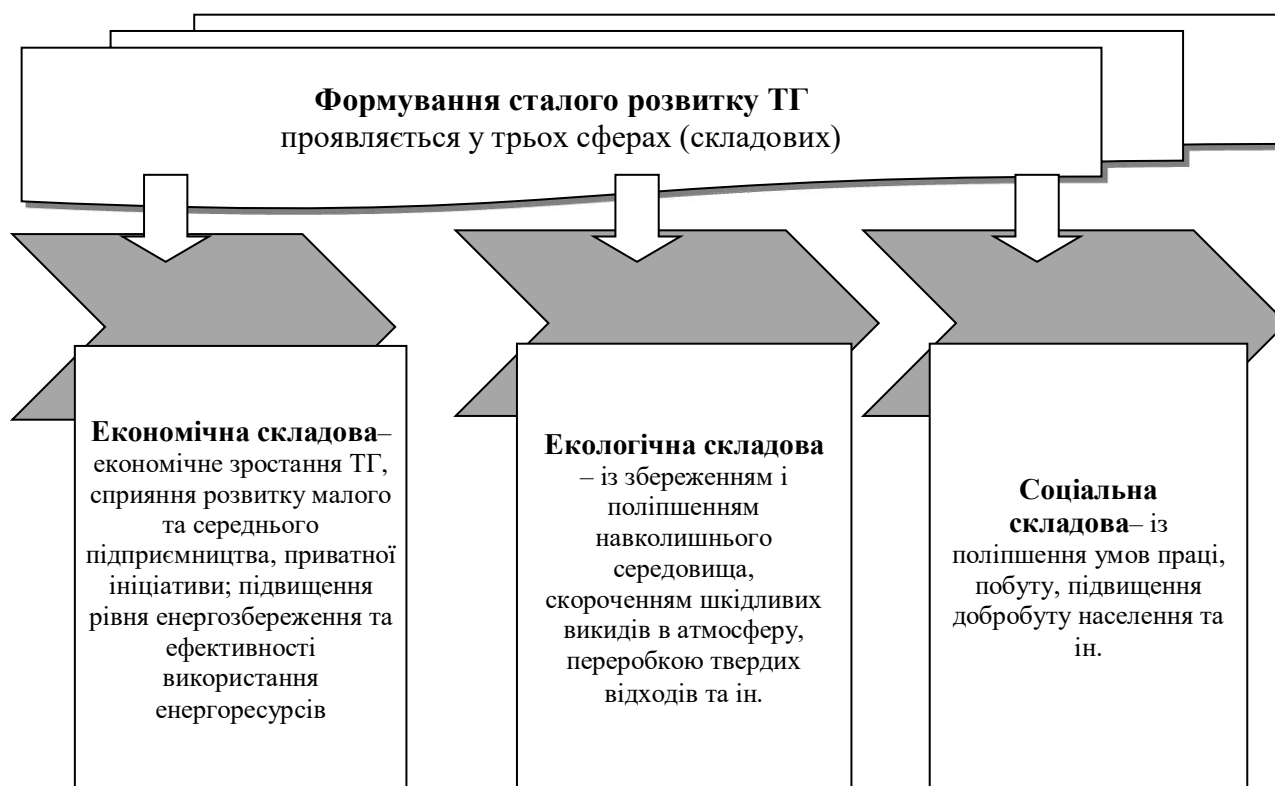 Формування сталого розвитку ТГ
проявляється у трьох сферах (складових)
Економічна складова–
економічне зростання ТГ,
сприяння розвитку малого
та середнього
підприємництва, приватної
ініціативи; підвищення
рівня енергозбереження та
ефективності
використання
енергоресурсів
Екологічна складова
– із збереженням і
поліпшенням
навколишнього
середовища,
скороченням шкідливих
викидів в атмосферу,
переробкою твердих
відходів та ін.
Соціальна
складова– із
поліпшення умов праці,
побуту, підвищення
добробуту населення та
ін.